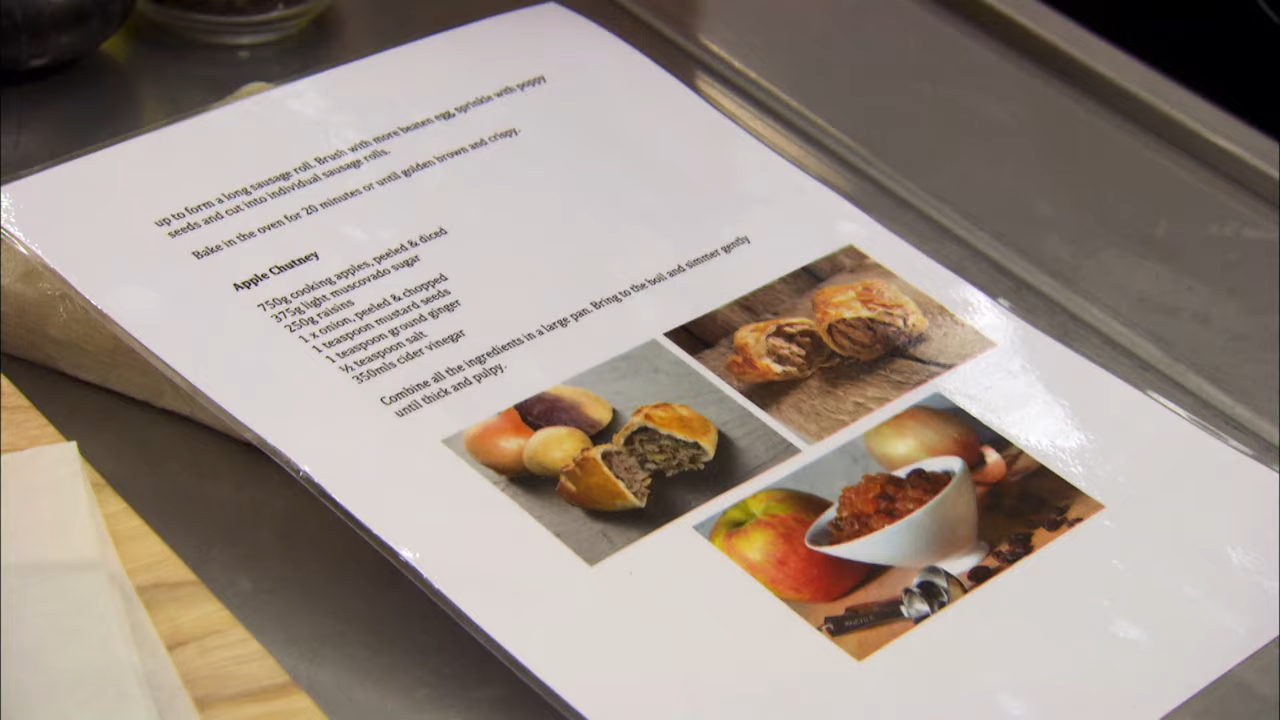 up to form a long sausage roll. Brush with more beaten egg, sprinkle with poppy
seeds and cut into individual sausage rolls.
Bake in the oven for 20 minutes or until golden brown and crispy.
Apple Chutney
750g cooking apples, peeled & diced
375g light muscovado sugar
250g raisins
1 x onion, peeled & chopped
1 teaspoon mustard seeds
1 teaspoon ground ginger
½ teaspoon salt
350mls cider vinegar
Combine all the ingredients in a large pan. Bring to the boil and simmer gently
until thick and pulpy.